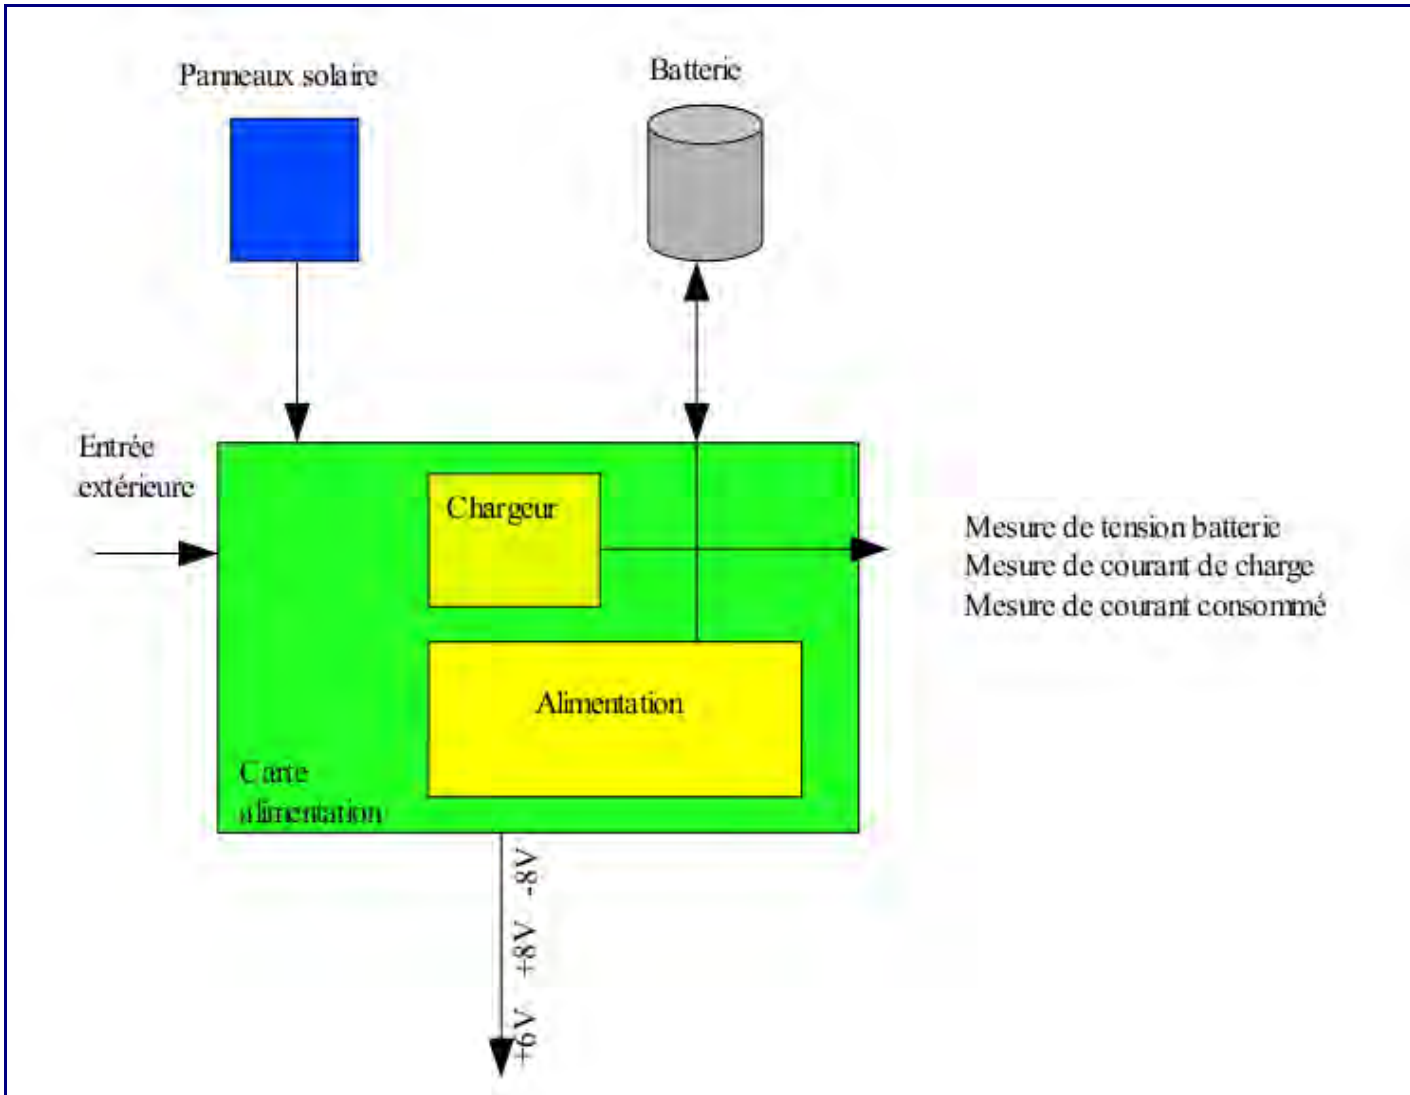 Panneaux solaire
Batterie
Entrée
extérieure
Chargeur
Mesure de tension batterie
Mesure de courant de charge
Mesure de courant consommé
Alimentation
Carte
alimentation
+6V +8V -8V